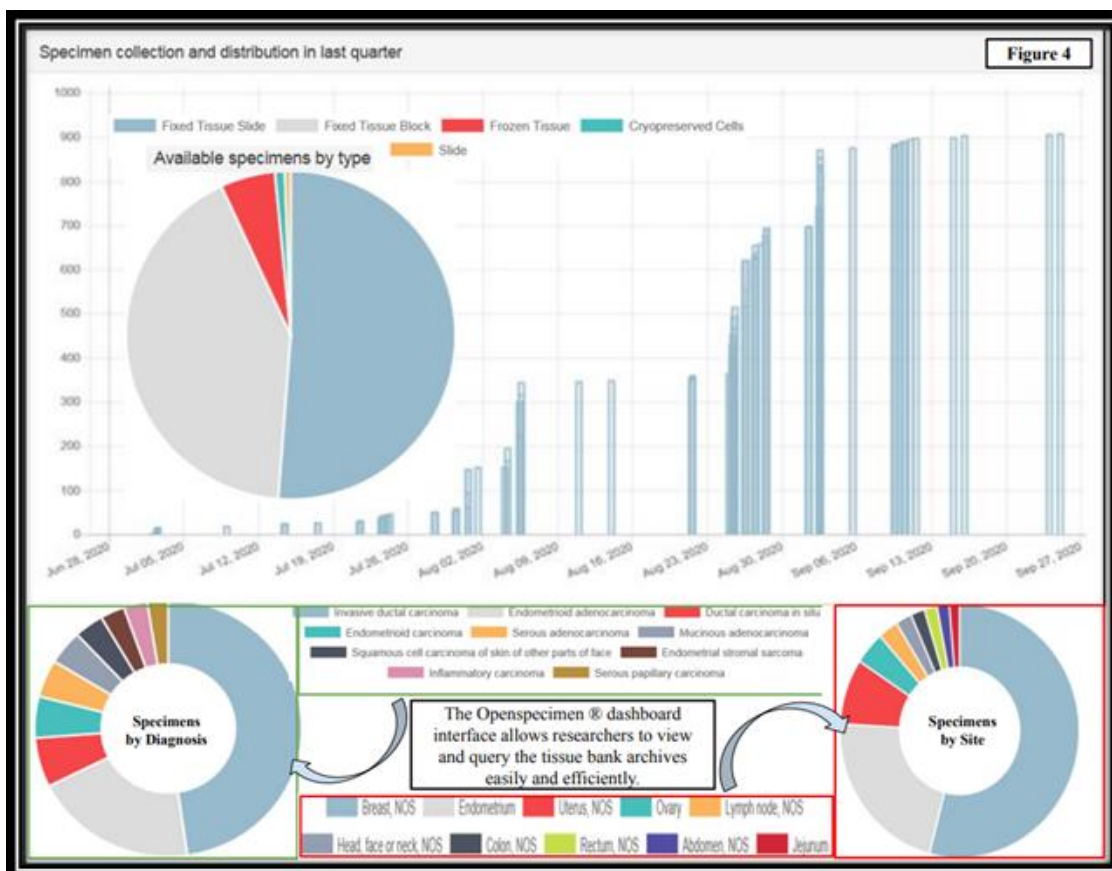 Specimen collection and distribution in last quarter
Figure 4
1000
900
800
700
600
500
400
300
200
100
0
Fixed Tissue Slide Fixed Tissue Block Frozen Tissue Cryopreserved Cells
Slide
Available specimens by type
Jun 28, 2020 Jul 05, 2020 Jul 12, 2020 Jul 19, 2020 Jul 26, 2020 Aug 02, 2020 Aug 09, 2020 Aug 16, 2020 Aug 23, 2020 Aug 30, 2020 Sep 06, 2020 Sep 13, 2020 Sep 20, 2020 Sep 27, 2020
Invasive ductal carcinoma Endometrioid adenocarcinoma Ductal carcinoma in situ
Endometrioid carcinoma Serous adenocarcinoma Mucinous adenocarcinoma
Squamous cell carcinoma of skin of other parts of face Endometrial stromal sarcoma
Inflammatory carcinoma Serous papillary carcinoma
Specimens
by Diagnosis
The Openspecimen ® dashboard
interface allows researchers to view
and query the tissue bank archives
easily and efficiently.
Specimens
by Site
Breast, NOS Endometrium Uterus, NOS Ovary Lymph node, NOS
Head, face or neck, NOS Colon, NOS Rectum, NOS Abdomen, NOS Jejunum